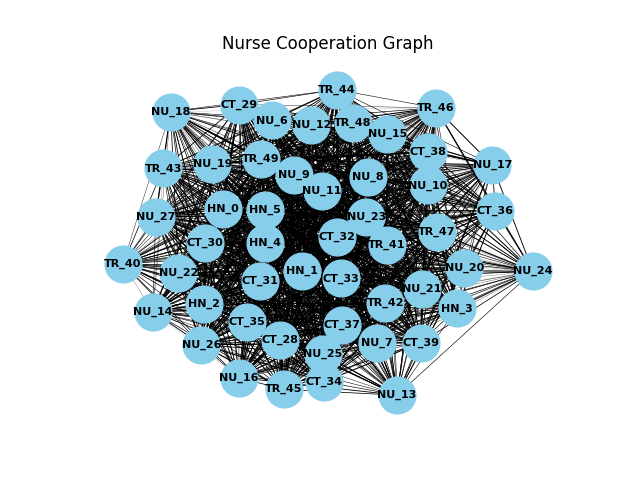 Nurse Cooperation Graph
TR_44
CT_29
TR_46
NU_18
NU_6
NU_12
TR_48
NU_15
CT_38
TR_49
NU_19
NU_17
TR_43
NU_9
NU_8
NU_10
NU_11
HN_0
HN_5
CT_36
NU_27
NU_23
TR_47
CT_32
CT_30
HN_4
TR_41
TR_40
NU_20
NU_24
NU_22
HN_1
CT_31
CT_33
NU_21
HN_2
TR_42
HN_3
NU_14
CT_35
CT_37
CT_28
NU_7
CT_39
NU_26
NU_25
NU_16
CT_34
TR_45
NU_13